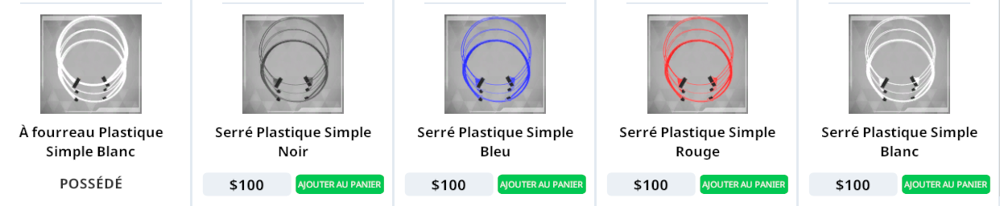 À fourreau Plastique
Simple Blanc
POSSÉDÉ
Serré Plastique Simple
Noir
$100
AJOUTER AU PANIER
Serré Plastique Simple
Bleu
$100
AJOUTER AU PANIER
Serré Plastique Simple
Rouge
$100
AJOUTER AU PANIER
Serré Plastique Simple
Blanc
$100
AJOUTER AU PANIER